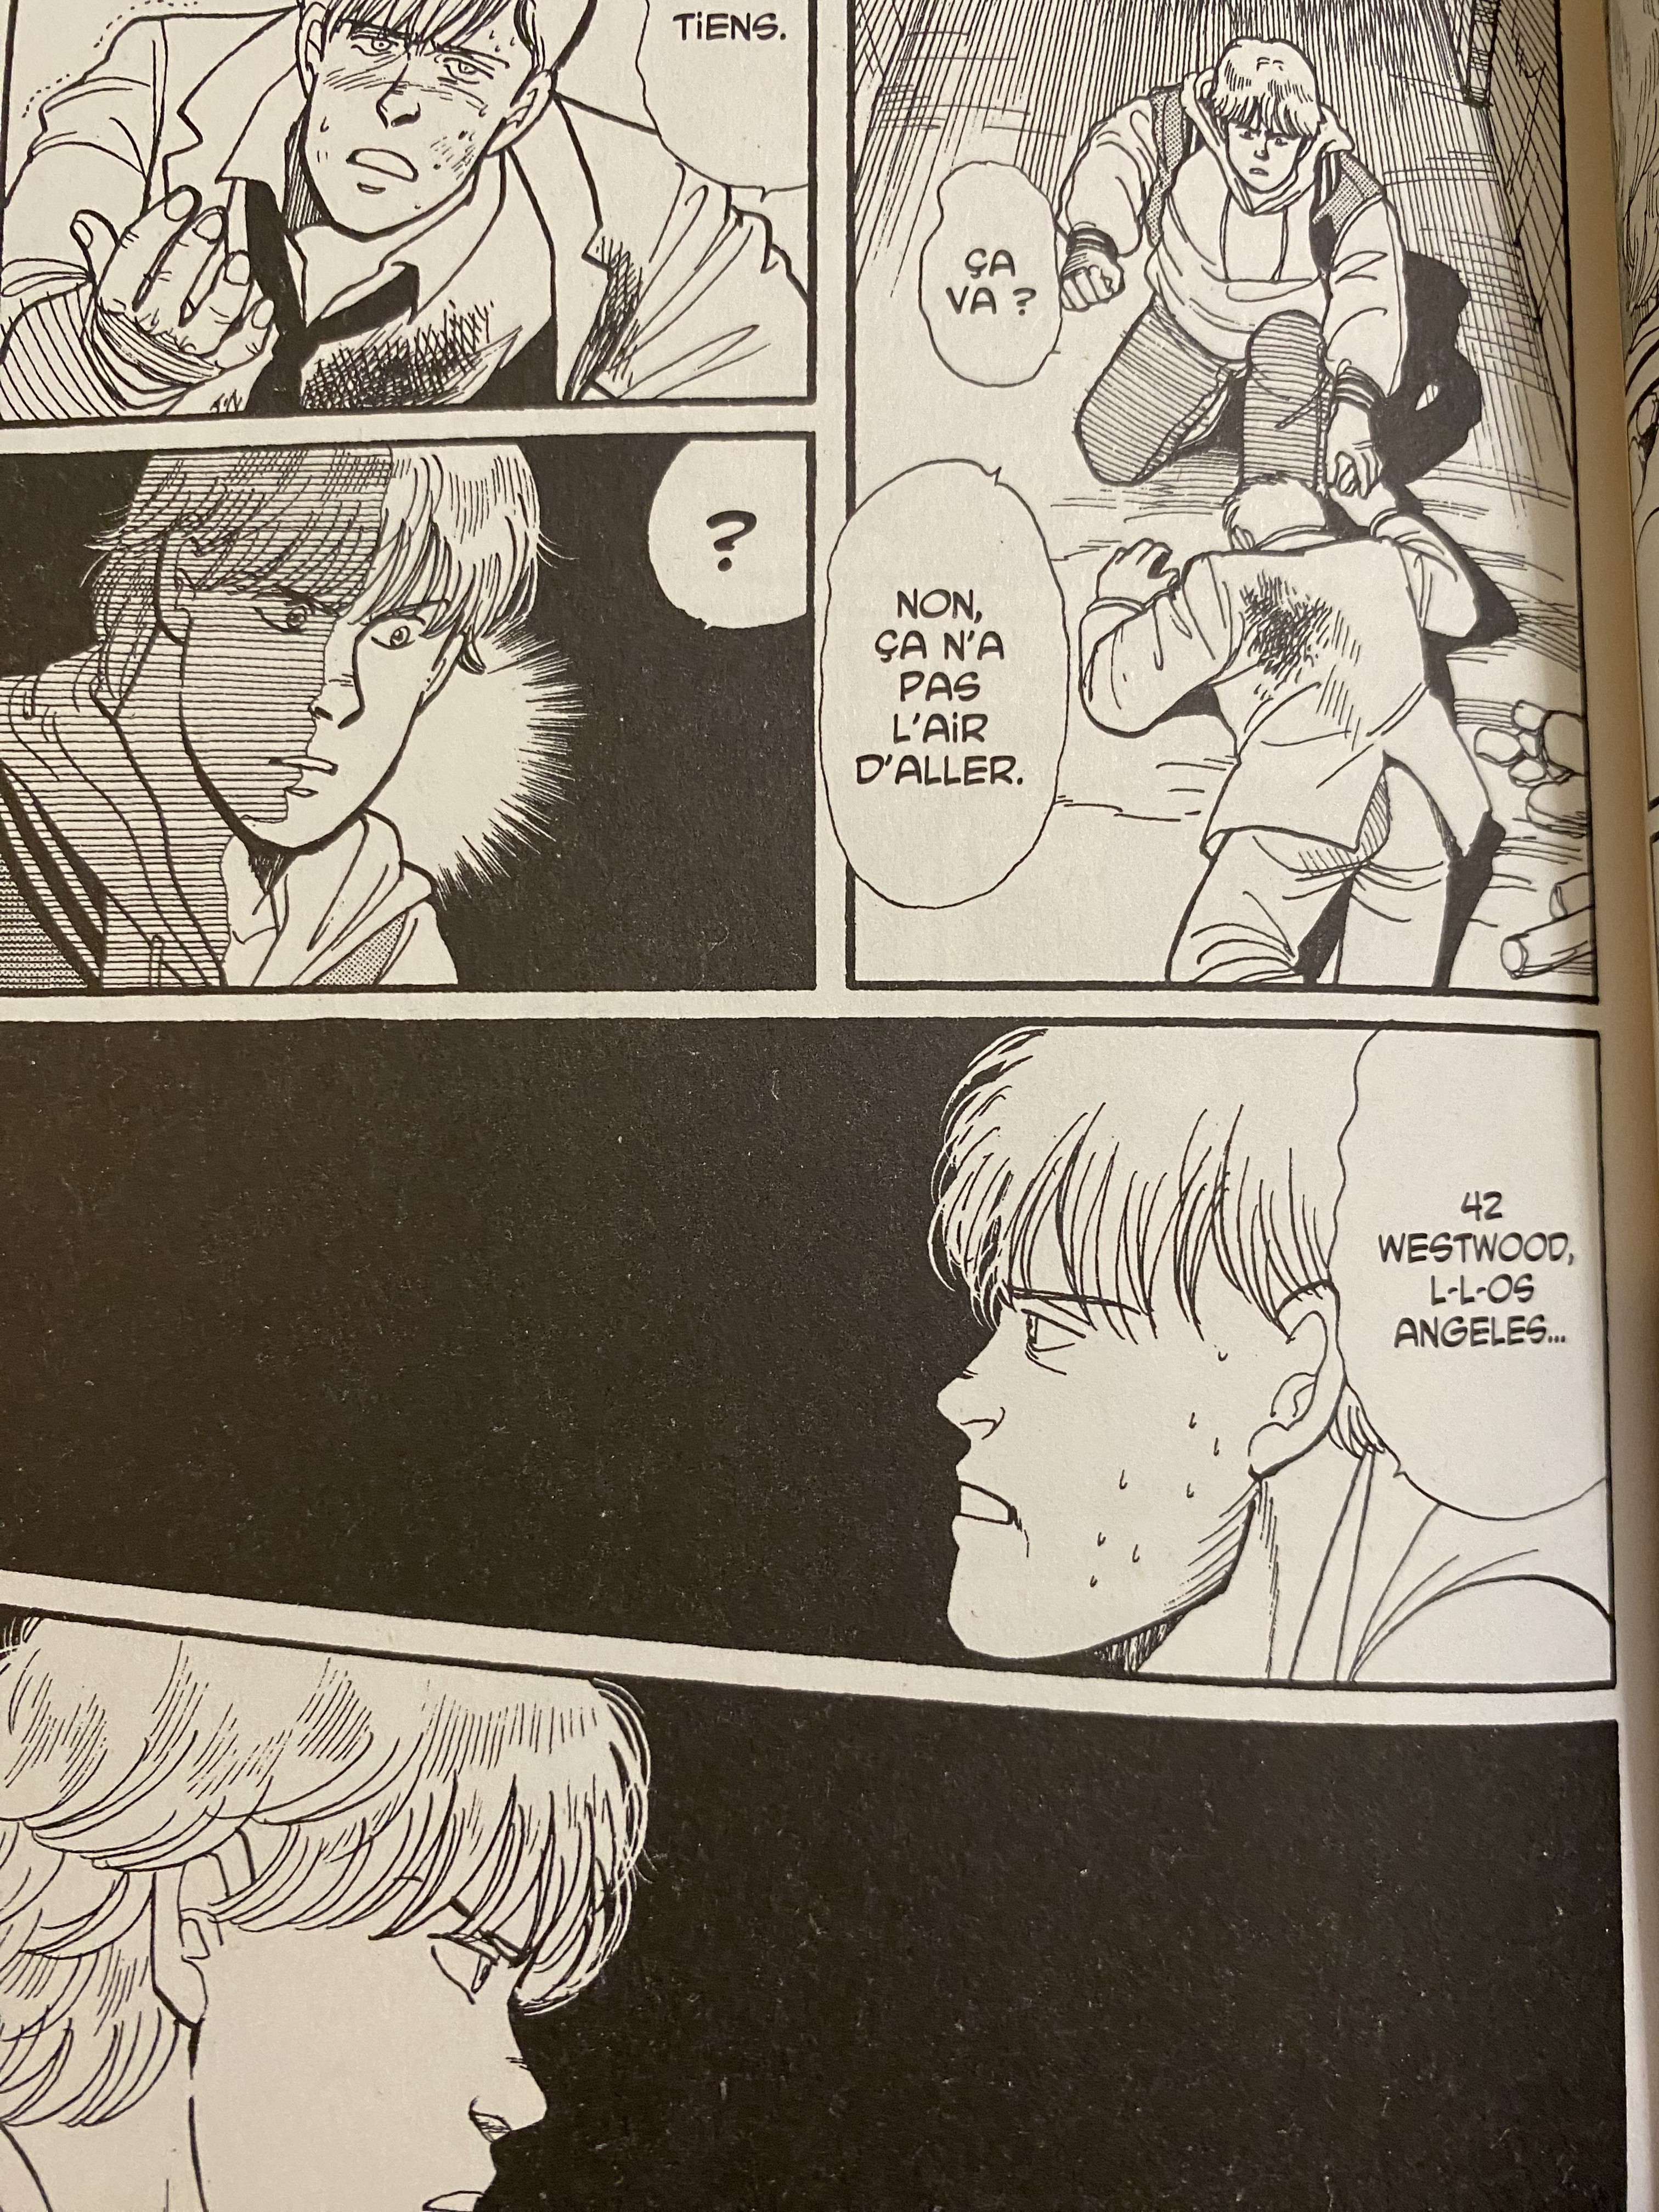 ÇA
VA ?
NON,
ÇA N'A
PAS
L'AIR
D'ALLER.
TIENS.
?
42
WESTWOOD,
L-L-OS
ANGELES...